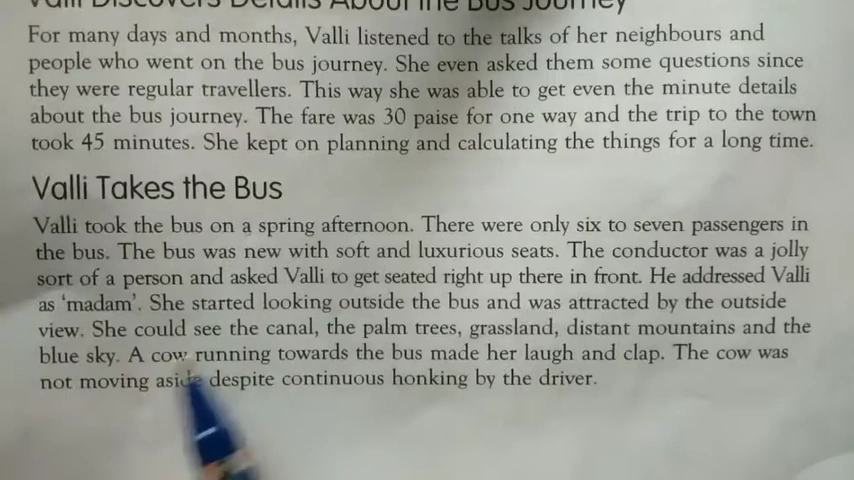 Valli Discovers Details About the Bus Journey
For many days and months, Valli listened to the talks of her neighbours and
people who went on the bus journey. She even asked them some questions since
they were regular travellers. This way she was able to get even the minute details
about the bus journey. The fare was 30 paise for one way and the trip to the town
took 45 minutes. She kept on planning and calculating the things for a long time.
Valli Takes the Bus
Valli took the bus on a spring afternoon. There were only six to seven passengers in
the bus. The bus was new with soft and luxurious seats. The conductor was a jolly
sort of a person and asked Valli to get seated right up there in front. He addressed Valli
as 'madam'. She started looking outside the bus and was attracted by the outside
view. She could see the canal, the palm trees, grassland, distant mountains and the
blue sky. A cow running towards the bus made her laugh and clap. The cow was
not moving aside despite continuous honking by the driver.